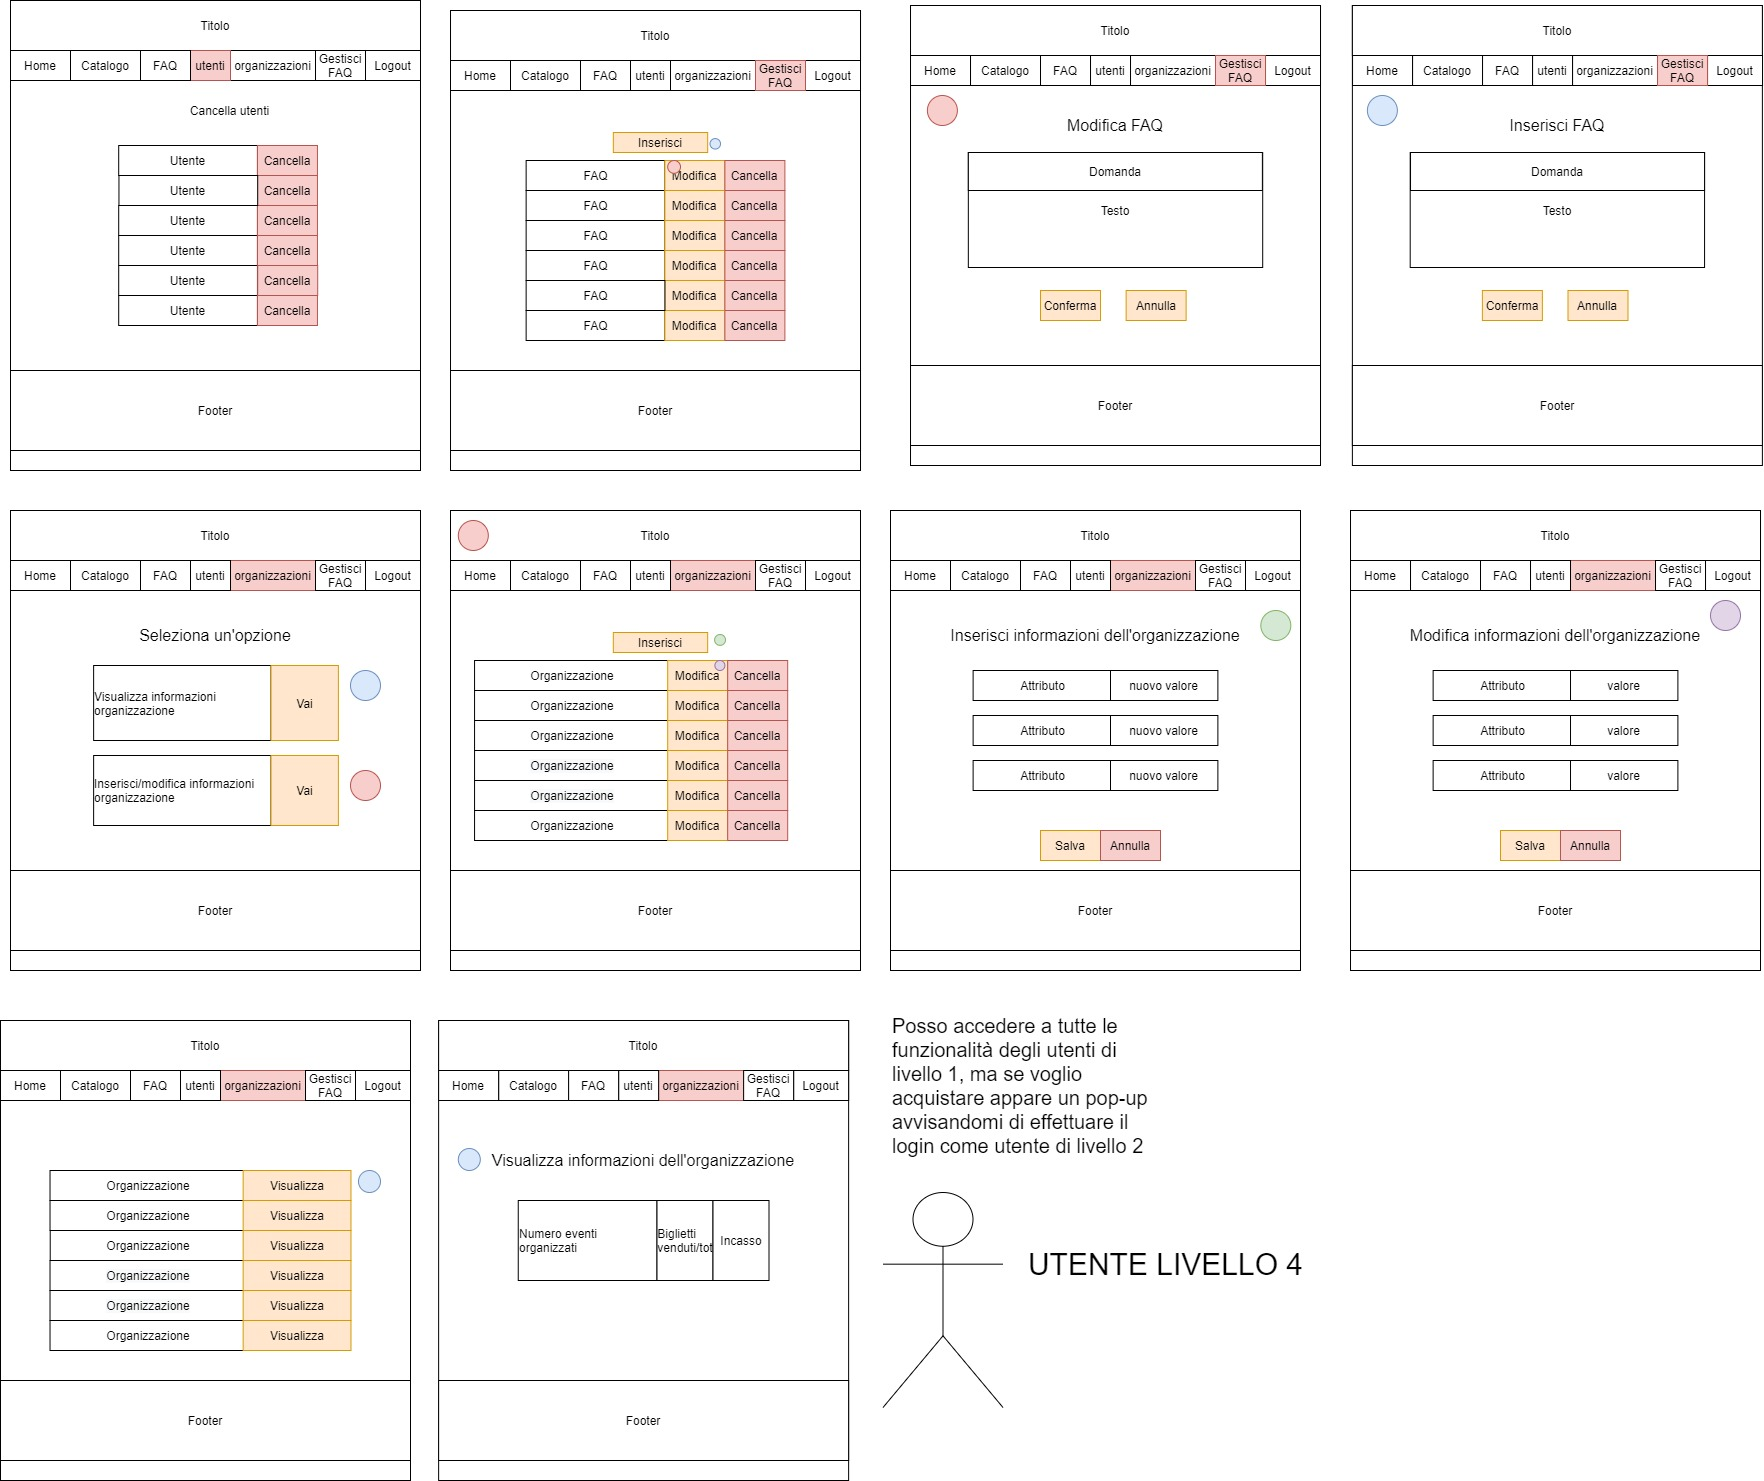 Titolo
Home Catalogo FAQ utenti organizzazioni Gestisci FAQ Logout
Cancella utenti
Utente Cancella
Utente Cancella
Utente Cancella
Utente Cancella
Utente Cancella
Utente Cancella
Footer
Titolo
Home Catalogo FAQ utenti organizzazioni Gestisci FAQ Logout
Inserisci
FAQ Modifica Cancella
FAQ Modifica Cancella
FAQ Modifica Cancella
FAQ Modifica Cancella
FAQ Modifica Cancella
FAQ Modifica Cancella
Footer
Titolo
Home Catalogo FAQ utenti organizzazioni Gestisci FAQ Logout
Modifica FAQ
Domanda
Testo
Conferma Annulla
Footer
Titolo
Home Catalogo FAQ utenti organizzazioni Gestisci FAQ Logout
Inserisci FAQ
Domanda
Testo
Conferma Annulla
Footer
Titolo
Home Catalogo FAQ utenti organizzazioni Gestisci FAQ Logout
Seleziona un'opzione
Visualizza informazioni
organizzazione
Vai
Inserisci/modifica informazioni
organizzazione
Vai
Footer
Titolo
Home Catalogo FAQ utenti organizzazioni Gestisci FAQ Logout
Inserisci
Organizzazione Modifica Cancella
Organizzazione Modifica Cancella
Organizzazione Modifica Cancella
Organizzazione Modifica Cancella
Organizzazione Modifica Cancella
Organizzazione Modifica Cancella
Footer
Titolo
Home Catalogo FAQ utenti organizzazioni Gestisci FAQ Logout
Inserisci informazioni dell'organizzazione
Attributo nuovo valore
Attributo nuovo valore
Attributo nuovo valore
Salva Annulla
Footer
Titolo
Home Catalogo FAQ utenti organizzazioni Gestisci FAQ Logout
Modifica informazioni dell'organizzazione
Attributo valore
Attributo valore
Attributo valore
Salva Annulla
Footer
Titolo
Home Catalogo FAQ utenti organizzazioni Gestisci FAQ Logout
Organizzazione Visualizza
Organizzazione Visualizza
Organizzazione Visualizza
Organizzazione Visualizza
Organizzazione Visualizza
Organizzazione Visualizza
Footer
Titolo
Home Catalogo FAQ utenti organizzazioni Gestisci FAQ Logout
Visualizza informazioni dell'organizzazione
Numero eventi
organizzati
Biglietti
venduti/tot
Incasso
Footer
Posso accedere a tutte le
funzionalità degli utenti di
livello 1, ma se voglio
acquistare appare un pop-up
avvisandomi di effettuare il
login come utente di livello 2
UTENTE LIVELLO 4